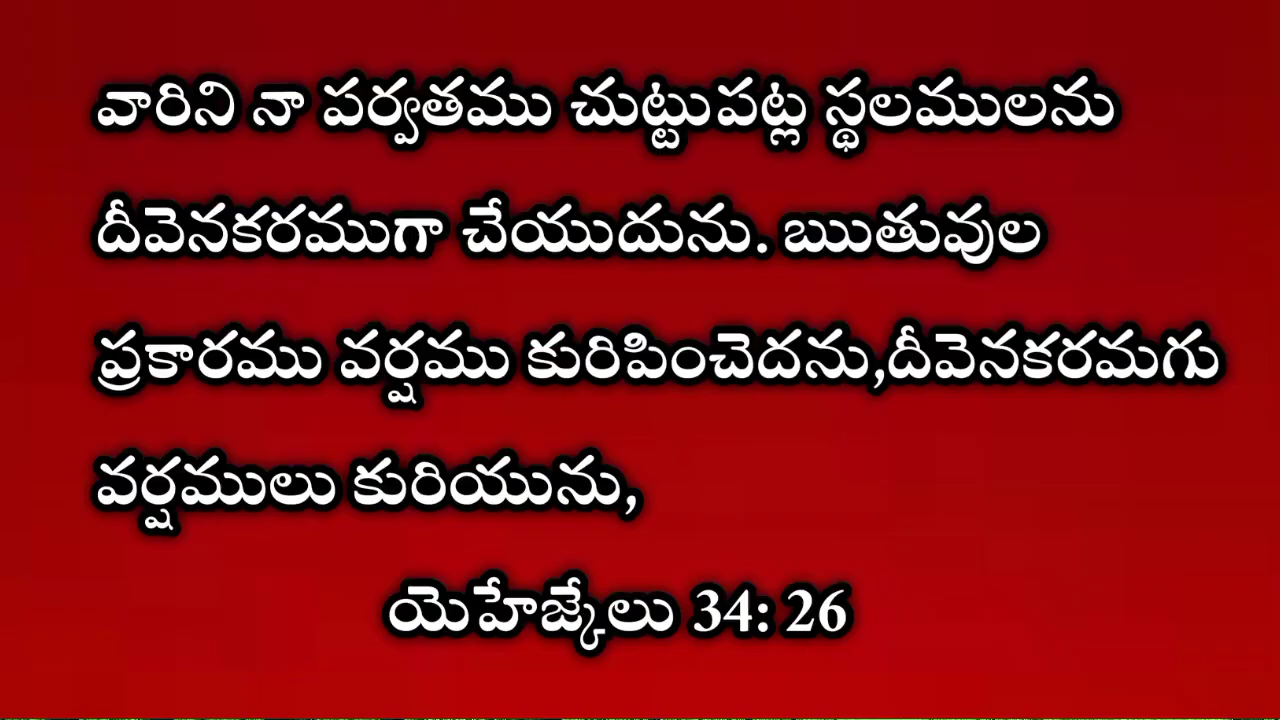 వారిని నా పర్వతము చుట్టుపట్ల స్థలములను
దీవెనకరముగా చేయుదును. ఋతువుల
ప్రకారము వర్షము కురిపించెదను,దీవెనకరమగు
వర్షములు కురియును,
యెహేజ్కేలు 34: 26